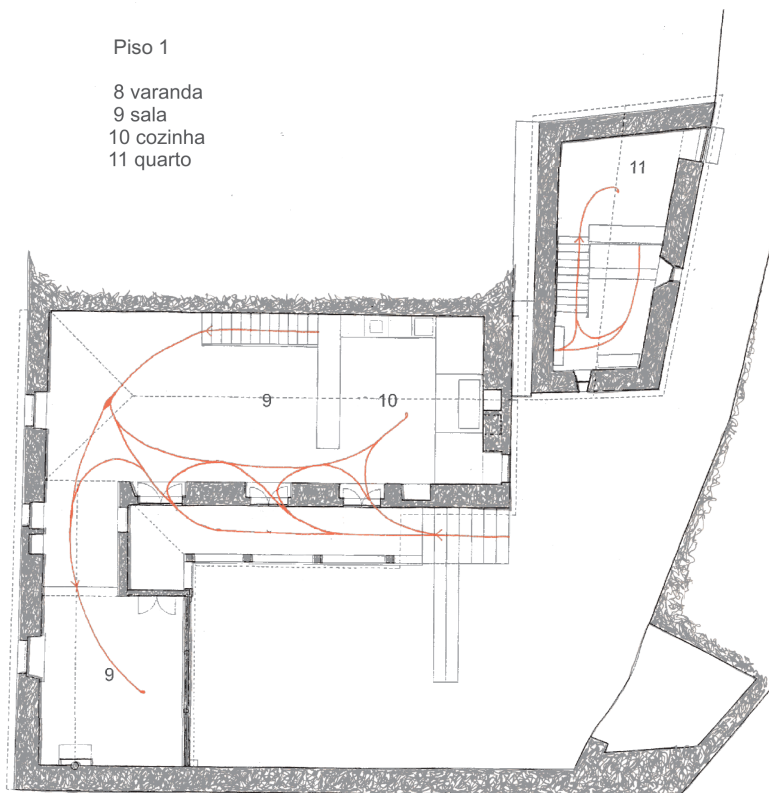 Piso 1
8 varanda
9 sala
10 cozinha
11 quarto
11
9
10
9